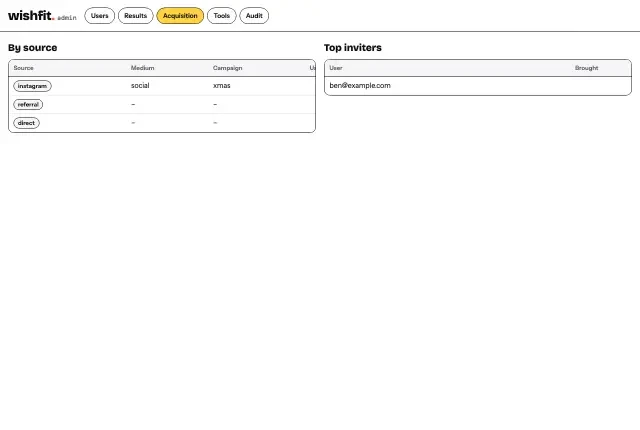 wishfit. admin Users Results Acquisition Tools Audit
By source
Source Medium Campaign
instagram social xmas
referral – –
direct – –
Top inviters
User Brought
ben@example.com